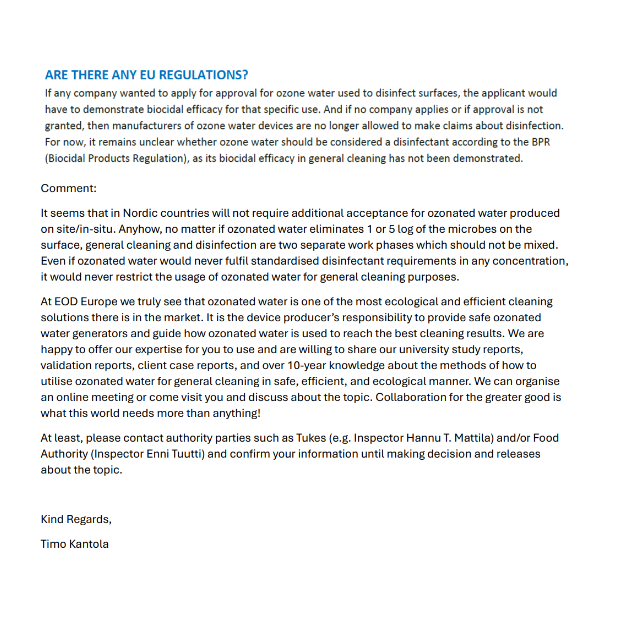 ARE THERE ANY EU REGULATIONS?
If any company wanted to apply for approval for ozone water used to disinfect surfaces, the applicant would
have to demonstrate biocidal efficacy for that specific use. And if no company applies or if approval is not
granted, then manufacturers of ozone water devices are no longer allowed to make claims about disinfection.
For now, it remains unclear whether ozone water should be considered a disinfectant according to the BPR
(Biocidal Products Regulation), as its biocidal efficacy in general cleaning has not been demonstrated.
Comment:
It seems that in Nordic countries will not require additional acceptance for ozonated water produced
on site/in-situ. Anyhow, no matter if ozonated water eliminates 1 or 5 log of the microbes on the
surface, general cleaning and disinfection are two separate work phases which should not be mixed.
Even if ozonated water would never fulfil standardised disinfectant requirements in any concentration,
it would never restrict the usage of ozonated water for general cleaning purposes.
At EOD Europe we truly see that ozonated water is one of the most ecological and efficient cleaning
solutions there is in the market. It is the device producer's responsibility to provide safe ozonated
water generators and guide how ozonated water is used to reach the best cleaning results. We are
happy to offer our expertise for you to use and are willing to share our university study reports,
validation reports, client case reports, and over 10-year knowledge about the methods of how to
utilise ozonated water for general cleaning in safe, efficient, and ecological manner. We can organise
an online meeting or come visit you and discuss about the topic. Collaboration for the greater good is
what this world needs more than anything!
At least, please contact authority parties such as Tukes (e.g. Inspector Hannu T. Mattila) and/or Food
Authority (Inspector Enni Tuutti) and confirm your information until making decision and releases
about the topic.
Kind Regards,
Timo Kantola